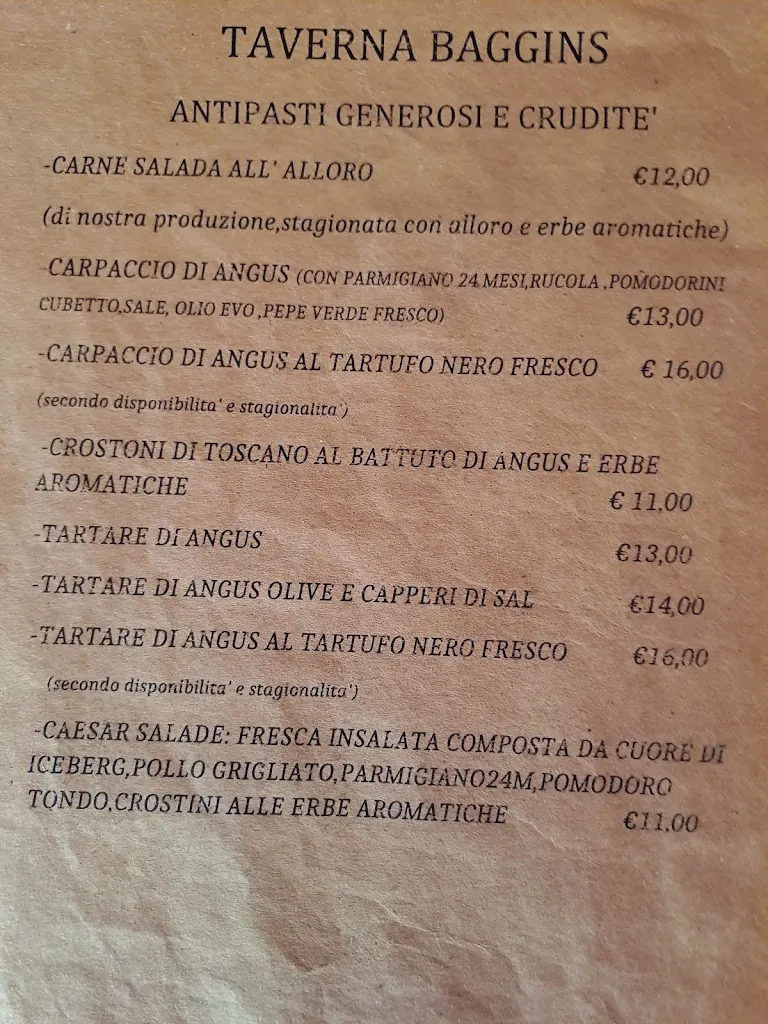 TAVERNA BAGGINS
ANTIPASTI GENEROSI E CRUDITE'
-CARNE SALADA ALL' ALLORO €12,00
(di nostra produzione,stagionata con alloro e erbe aromatiche)
-CARPACCIO DI ANGUS (CON PARMIGIANO 24 MESI,RUCOLA ,POMODORINI
CUBETTO,SALE, OLIO EVO ,PEPE VERDE FRESCO) €13,00
-CARPACCIO DI ANGUS AL TARTUFO NERO FRESCO € 16,00
(secondo disponibilita' e stagionalita')
-CROSTONI DI TOSCANO AL BATTUTO DI ANGUS E ERBE
AROMATICHE € 11,00
-TARTARE DI ANGUS €13,00
-TARTARE DI ANGUS OLIVE E CAPPERI DI SAL €14,00
-TARTARE DI ANGUS AL TARTUFO NERO FRESCO €16,00
(secondo disponibilita' e stagionalita')
-CAESAR SALADE: FRESCA INSALATA COMPOSTA DA CUORE DI
ICEBERG,POLLO GRIGLIATO,PARMIGIANO24M,POMODORO
TONDO,CROSTINI ALLE ERBE AROMATICHE €11.00